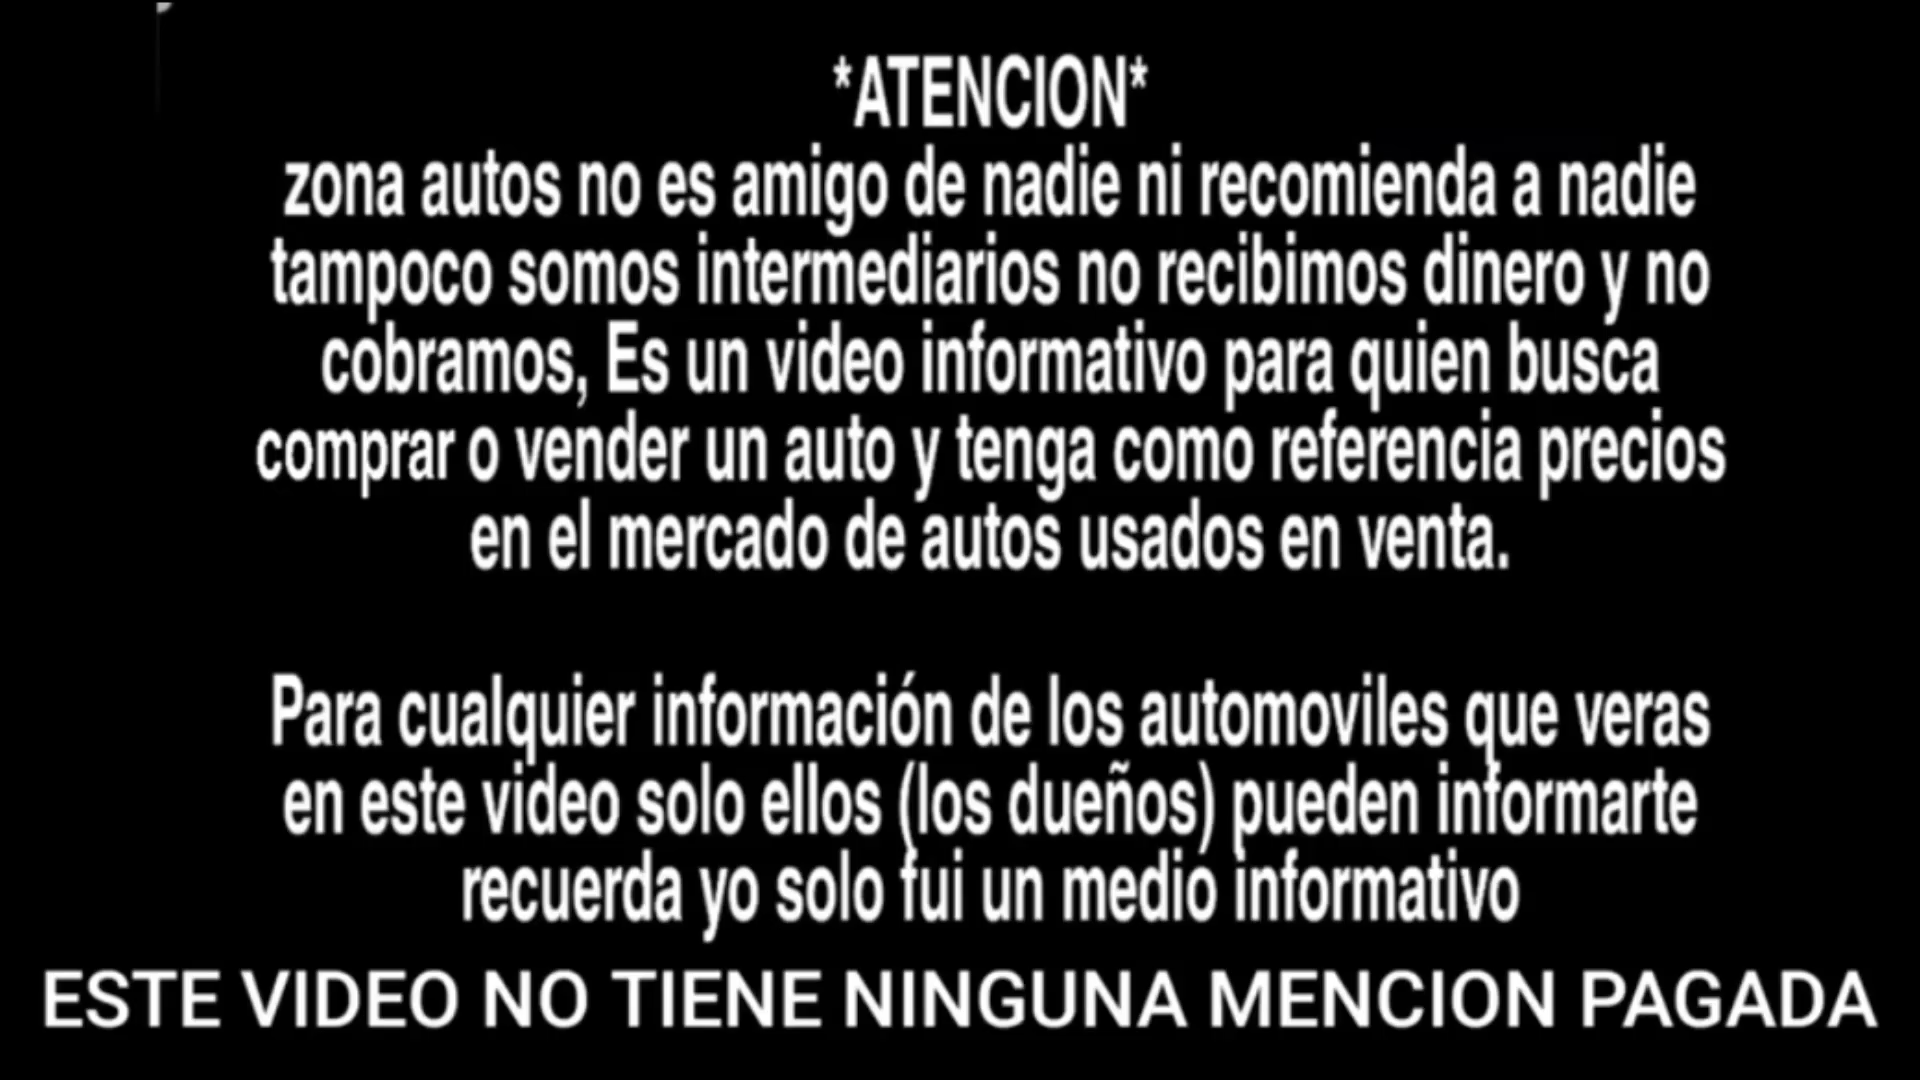 *ATENCION*
zona autos no es amigo de nadie ni recomienda a nadie
tampoco somos intermediarios no recibimos dinero y no
cobramos, Es un video informativo para quien busca
comprar o vender un auto y tenga como referencia precios
en el mercado de autos usados en venta.
Para cualquier información de los automoviles que veras
en este video solo ellos (los dueños) pueden informarte
recuerda yo solo fui un medio informativo
ESTE VIDEO NO TIENE NINGUNA MENCION PAGADA